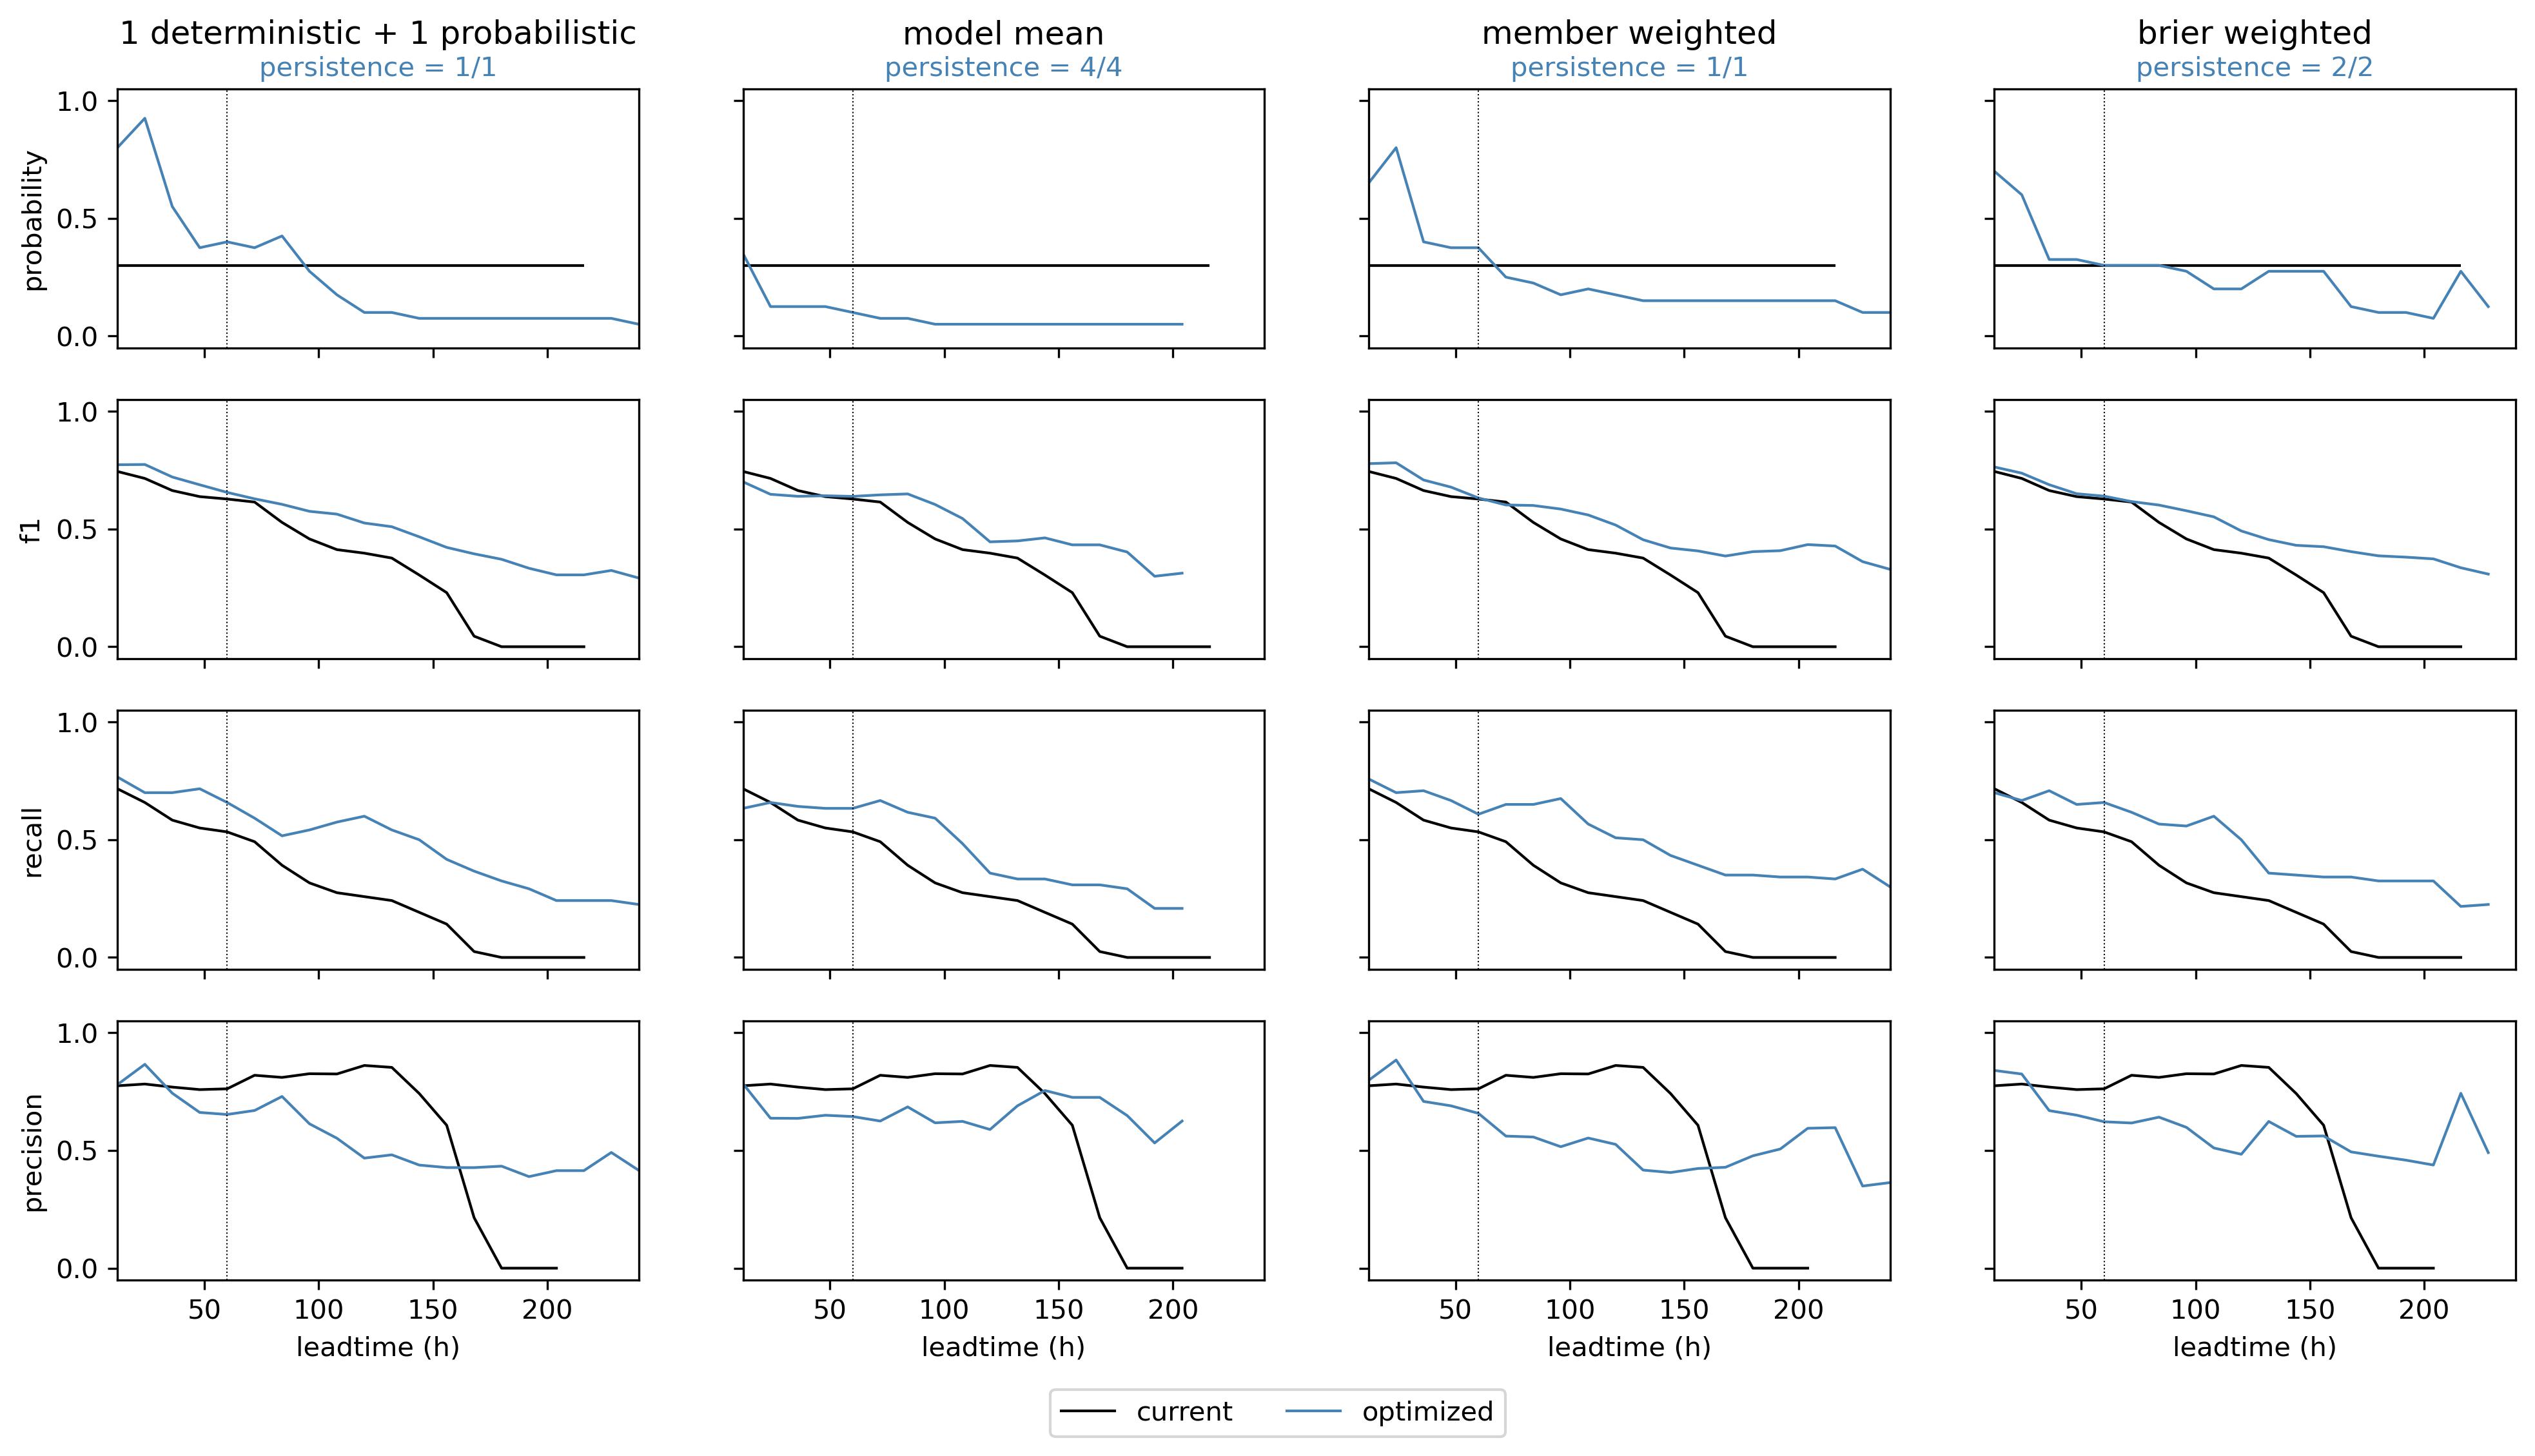 1 deterministic + 1 probabilistic
persistence = 1/1
model mean
persistence = 4/4
member weighted
persistence = 1/1
brier weighted
persistence = 2/2
probability
1.0
0.5
0.0
f1
1.0
0.5
0.0
recall
1.0
0.5
0.0
precision
1.0
0.5
0.0
50 100 150 200
leadtime (h)
50 100 150 200
leadtime (h)
50 100 150 200
leadtime (h)
50 100 150 200
leadtime (h)
current optimized